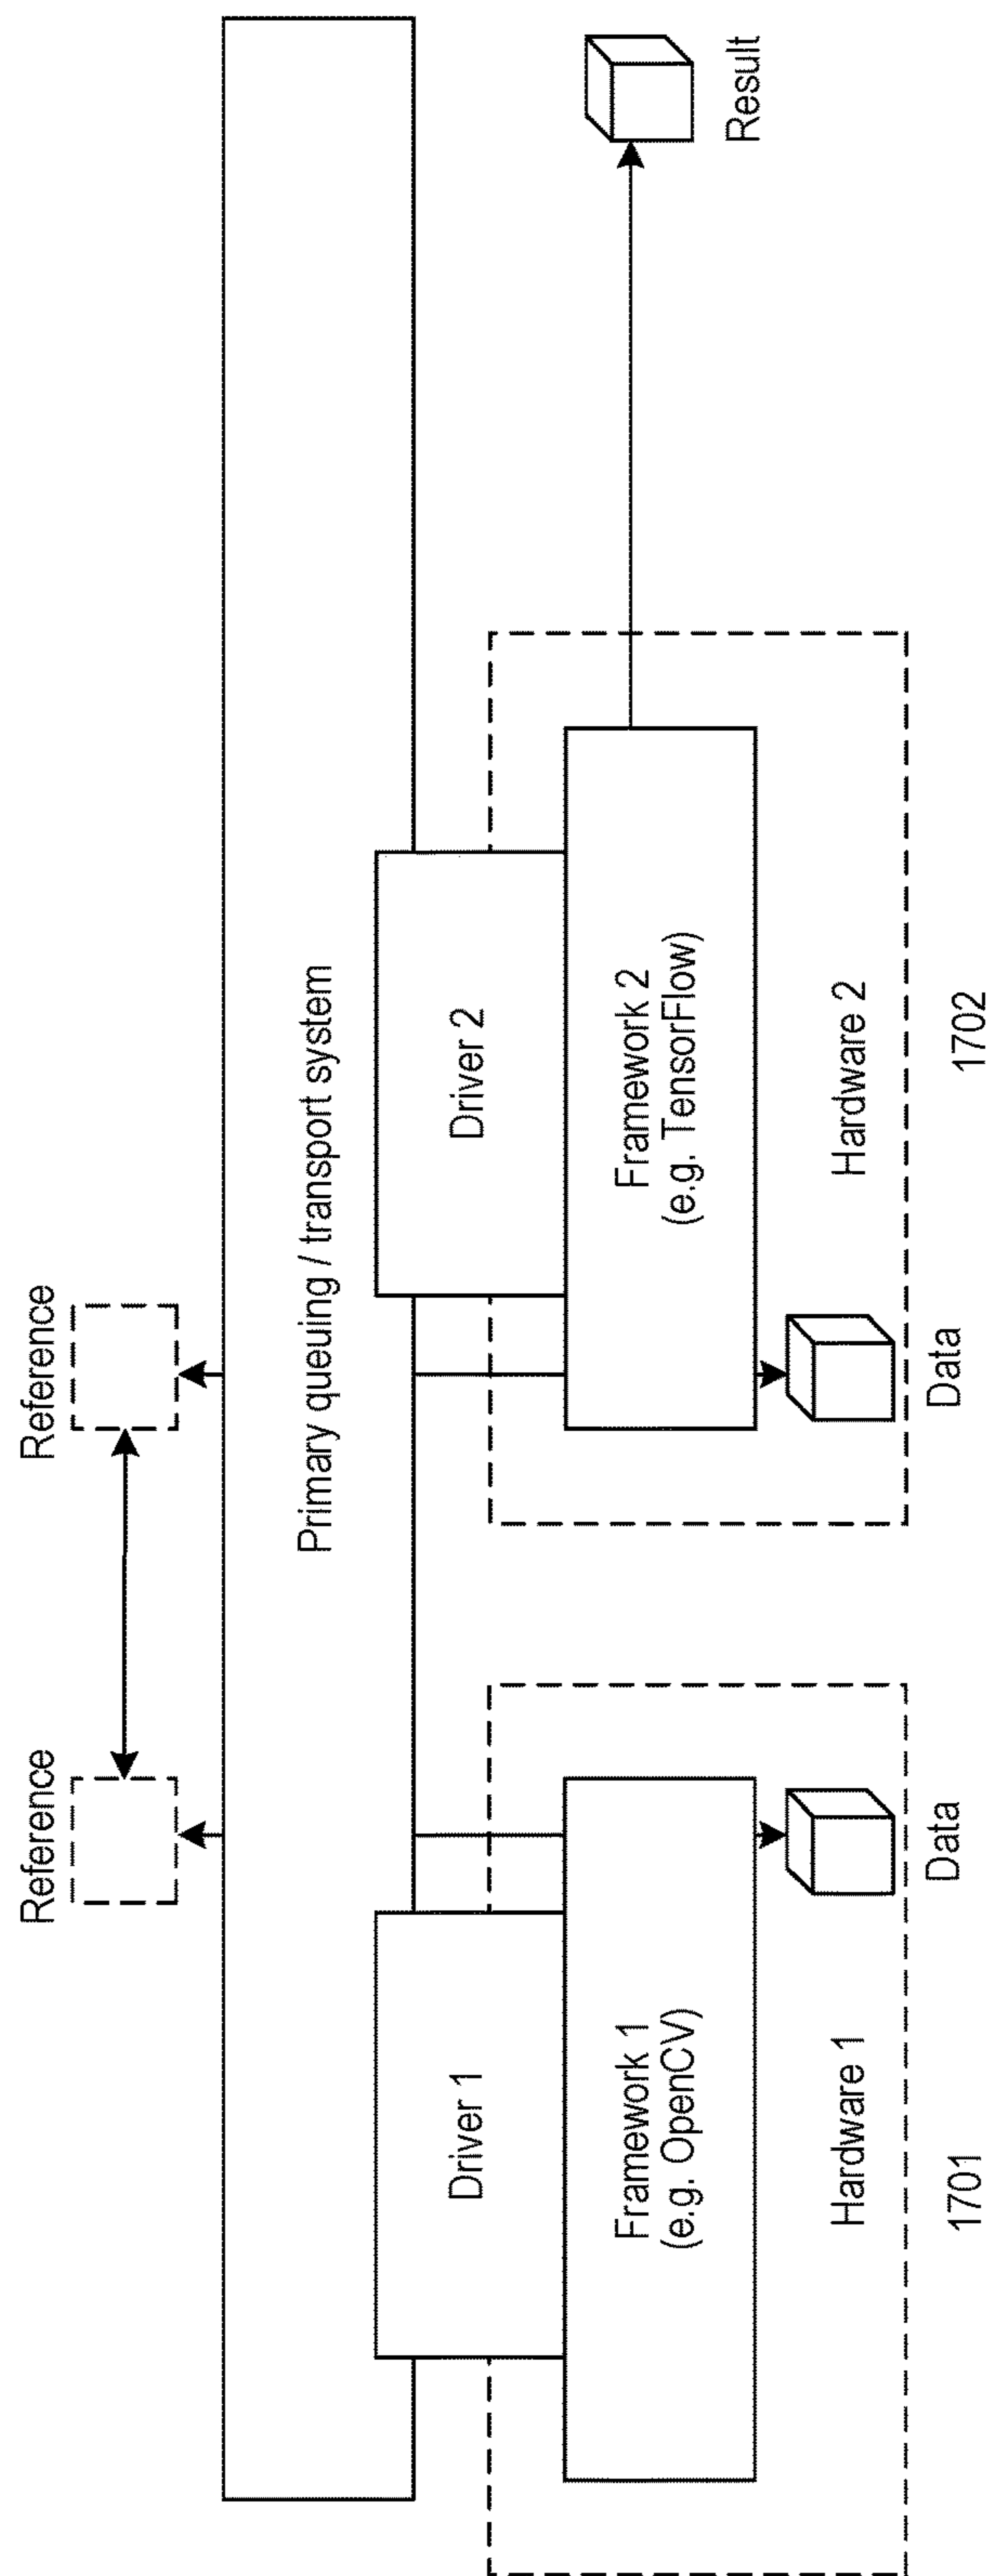 Reference
Reference
Primary queuing / transport system
Driver 1
Driver 2
Framework 1
(e.g. OpenCV)
Framework 2
(e.g. TensorFlow)
Result
Hardware 1
Data
Hardware 2
Data
1701
1702